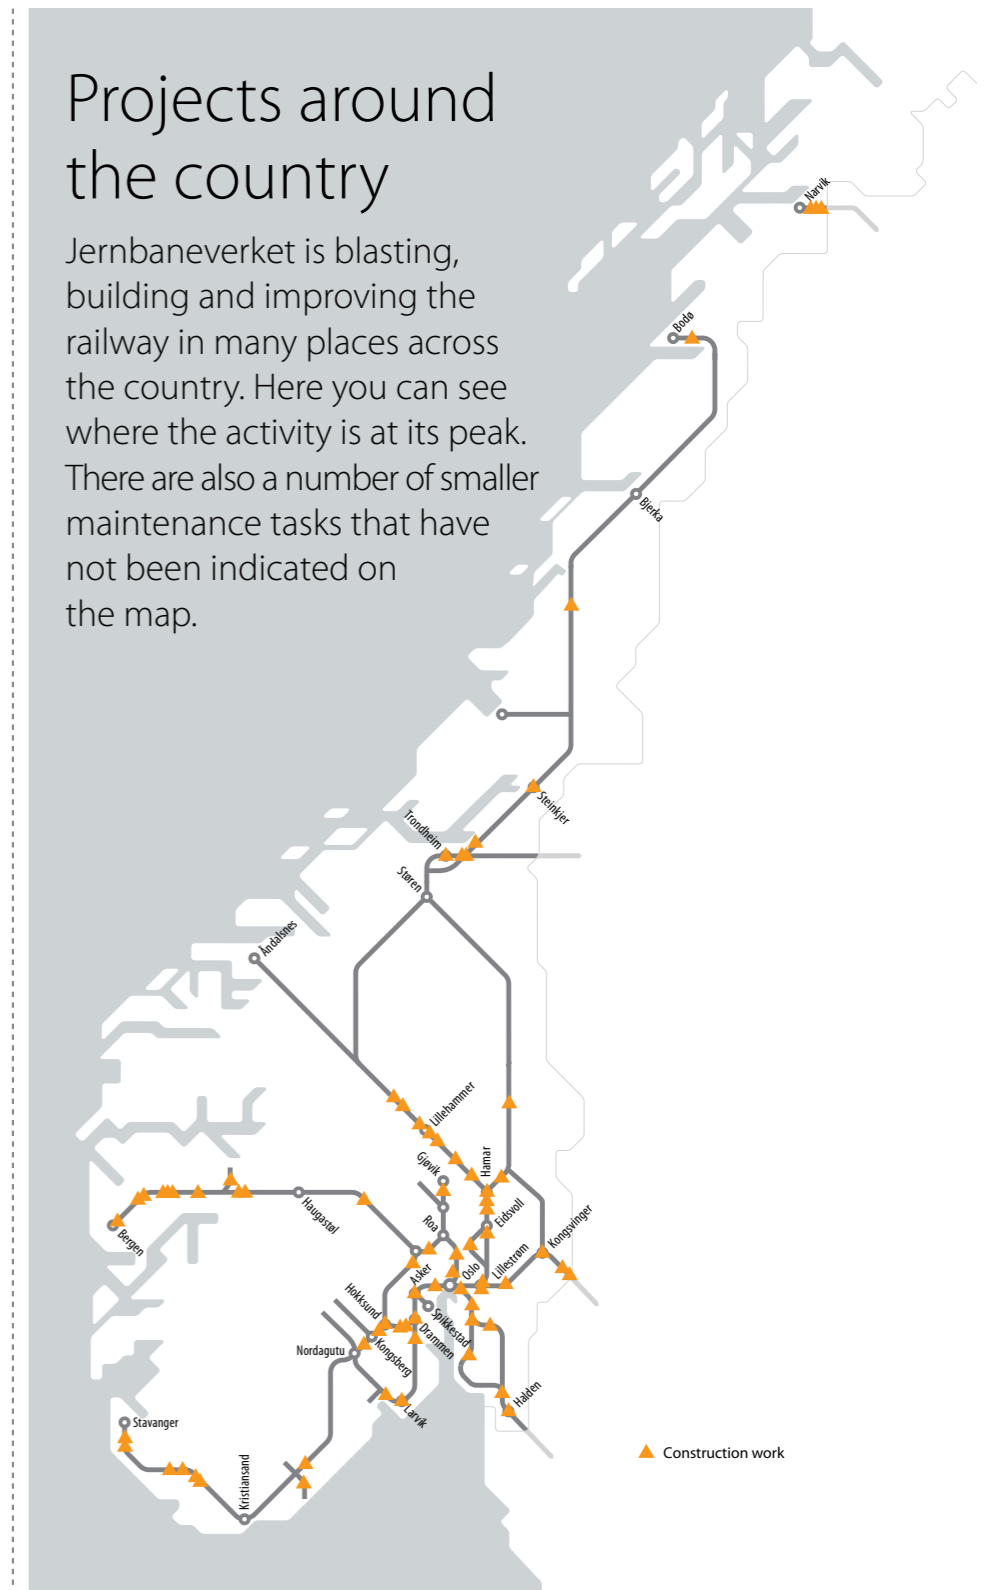 Projects around
the country
Jernbaneverket is blasting,
building and improving the
railway in many places across
the country. Here you can see
where the activity is at its peak.
There are also a number of smaller
maintenance tasks that have
not been indicated on
the map.
Narvik
Bodø
Bjerka
Steinkjer
Trondheim
Støren
Åndalsnes
Lillehammer
Gjøvik
Hamar
Haugastøl
Bergen
Roa
Eidsvoll
Kongsvinger
Lillestrøm
Oslo
Asker
Hokksund
Spikkestad
Drammen
Kongsberg
Nordagutu
Larvik
Halden
Stavanger
Kristiansand
Construction work